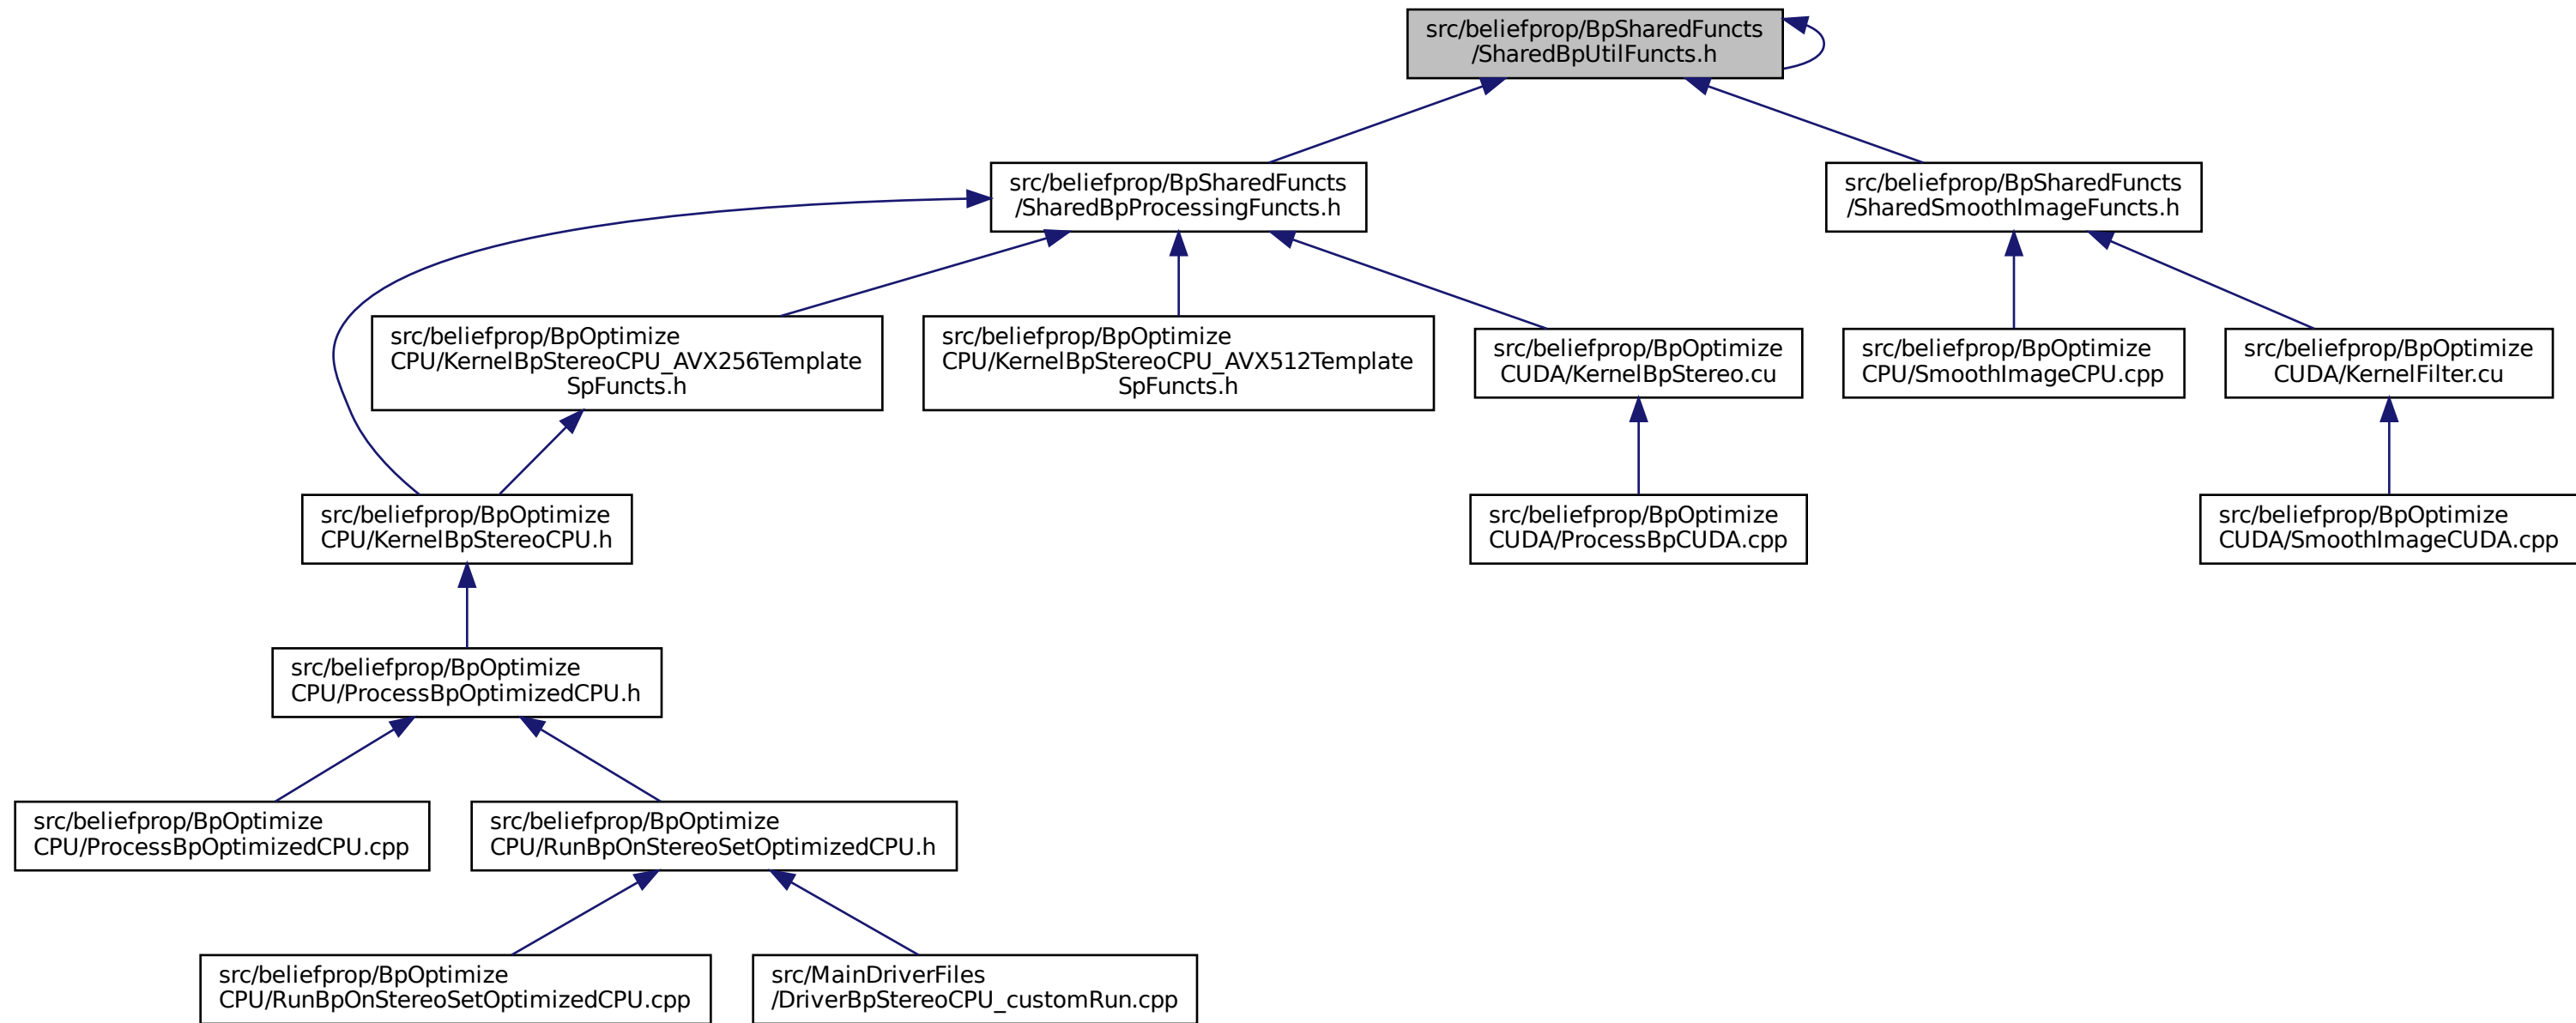 src/beliefprop/BpSharedFuncts
/SharedBpUtilFuncts.h
src/beliefprop/BpSharedFuncts
/SharedBpProcessingFuncts.h
src/beliefprop/BpSharedFuncts
/SharedSmoothImageFuncts.h
src/beliefprop/BpOptimize
CPU/KernelBpStereoCPU_AVX256Template
SpFuncts.h
src/beliefprop/BpOptimize
CPU/KernelBpStereoCPU_AVX512Template
SpFuncts.h
src/beliefprop/BpOptimize
CUDA/KernelBpStereo.cu
src/beliefprop/BpOptimize
CPU/SmoothImageCPU.cpp
src/beliefprop/BpOptimize
CUDA/KernelFilter.cu
src/beliefprop/BpOptimize
CPU/KernelBpStereoCPU.h
src/beliefprop/BpOptimize
CUDA/ProcessBpCUDA.cpp
src/beliefprop/BpOptimize
CUDA/SmoothImageCUDA.cpp
src/beliefprop/BpOptimize
CPU/ProcessBpOptimizedCPU.h
src/beliefprop/BpOptimize
CPU/ProcessBpOptimizedCPU.cpp
src/beliefprop/BpOptimize
CPU/RunBpOnStereoSetOptimizedCPU.h
src/beliefprop/BpOptimize
CPU/RunBpOnStereoSetOptimizedCPU.cpp
src/MainDriverFiles
/DriverBpStereoCPU_customRun.cpp